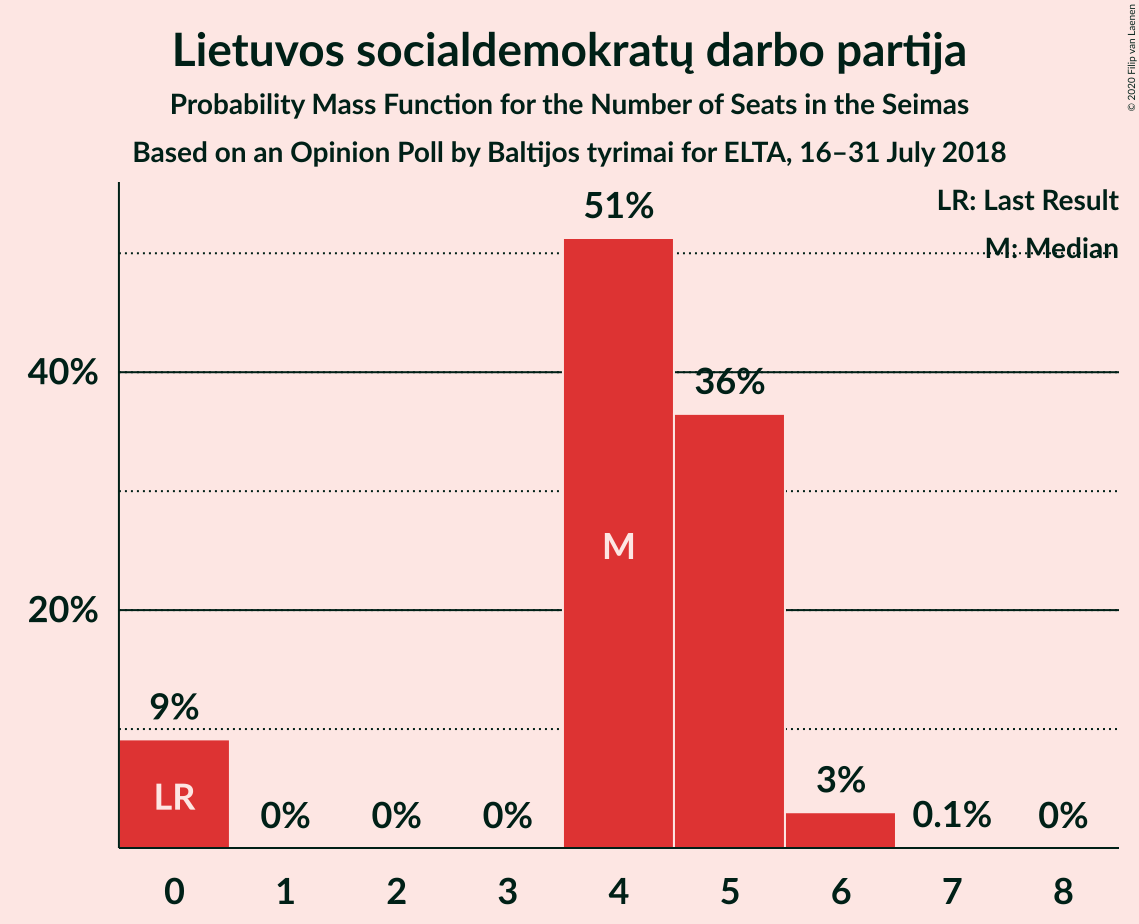 Lietuvos socialdemokratų darbo partija
Probability Mass Function for the Number of Seats in the Seimas
Based on an Opinion Poll by Baltijos tyrimai for ELTA, 16–31 July 2018
© 2020 Filip van Laenen
LR: Last Result
M: Median
51%
40%
36%
M
20%
9%
LR
0%
0%
0%
3%
0.1%
0%
0 1 2 3 4 5 6 7 8